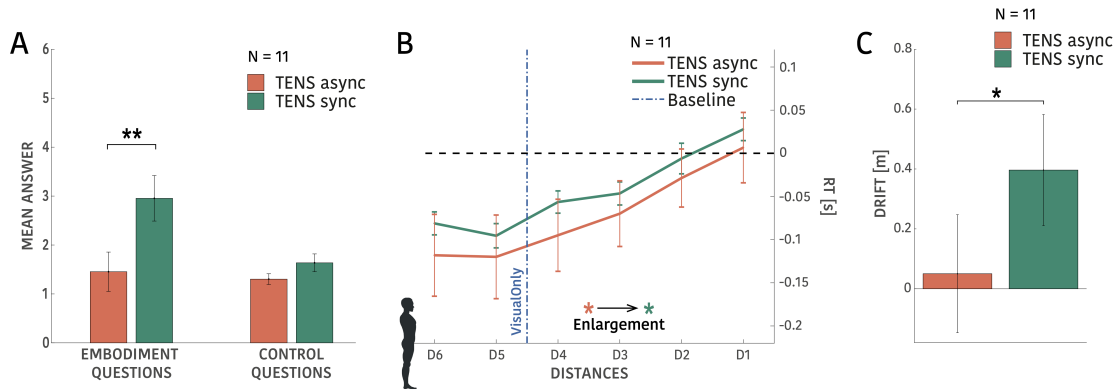 A
N = 11
TENS async
TENS sync
MEAN ANSWER
6
5
4
3
2
1
0
**
EMBODIMENT
QUESTIONS
CONTROL
QUESTIONS
B
N = 11
TENS async
TENS sync
Baseline
0.1
0.05
0
-0.05
-0.1
-0.15
-0.2
RT [s]
VisualOnly
* *
Enlargement
D6 D5 D4 D3 D2 D1
DISTANCES
C
N = 11
TENS async
TENS sync
DRIFT [m]
0.8
0.6
0.4
0.2
0
*